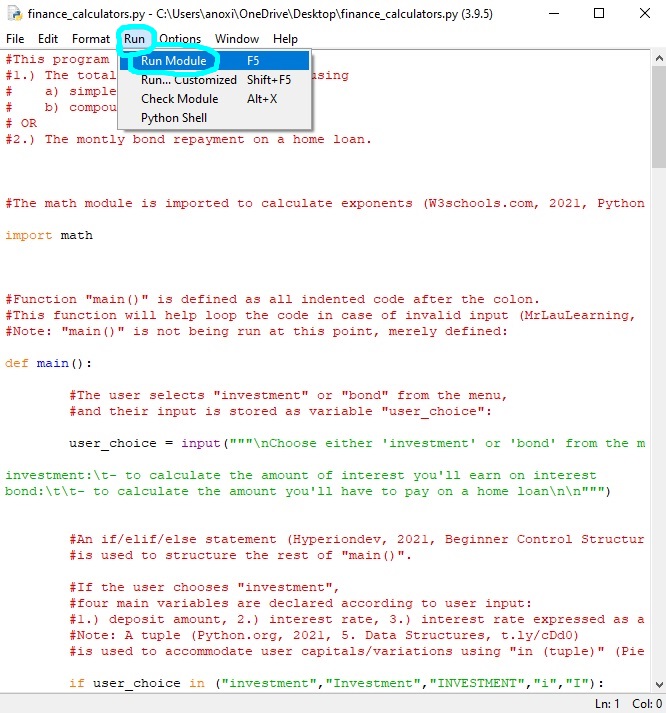 finance_calculators.py - C:\Users\anoxi\OneDrive\Desktop\finance_calculators.py (3.9.5)
File Edit Format Run Options Window Help
Run Module F5
Run... Customized Shift+F5
Check Module Alt+X
Python Shell
#This program
#1.) The total using
# a) simple
# b) compou
# OR
#2.) The montly bond repayment on a home loan.
#The math module is imported to calculate exponents (W3schools.com, 2021, Python
import math
#Function "main()" is defined as all indented code after the colon.
#This function will help loop the code in case of invalid input (MrLauLearning,
#Note: "main()" is not being run at this point, merely defined:
def main():
#The user selects "investment" or "bond" from the menu,
#and their input is stored as variable "user_choice":
user_choice = input("""\nChoose either 'investment' or 'bond' from the m
investment:\t- to calculate the amount of interest you'll earn on interest
bond:\t\t- to calculate the amount you'll have to pay on a home loan\n\n""")
#An if/elif/else statement (Hyperiondev, 2021, Beginner Control Structur
#is used to structure the rest of "main()".
#If the user chooses "investment",
#four main variables are declared according to user input:
#1.) deposit amount, 2.) interest rate, 3.) interest rate expressed as a
#Note: A tuple (Python.org, 2021, 5. Data Structures, t.ly/cDd0)
#is used to accommodate user capitals/variations using "in (tuple)" (Pie
if user_choice in ("investment","Investment","INVESTMENT","i","I"):
Ln: 1 Col: 0